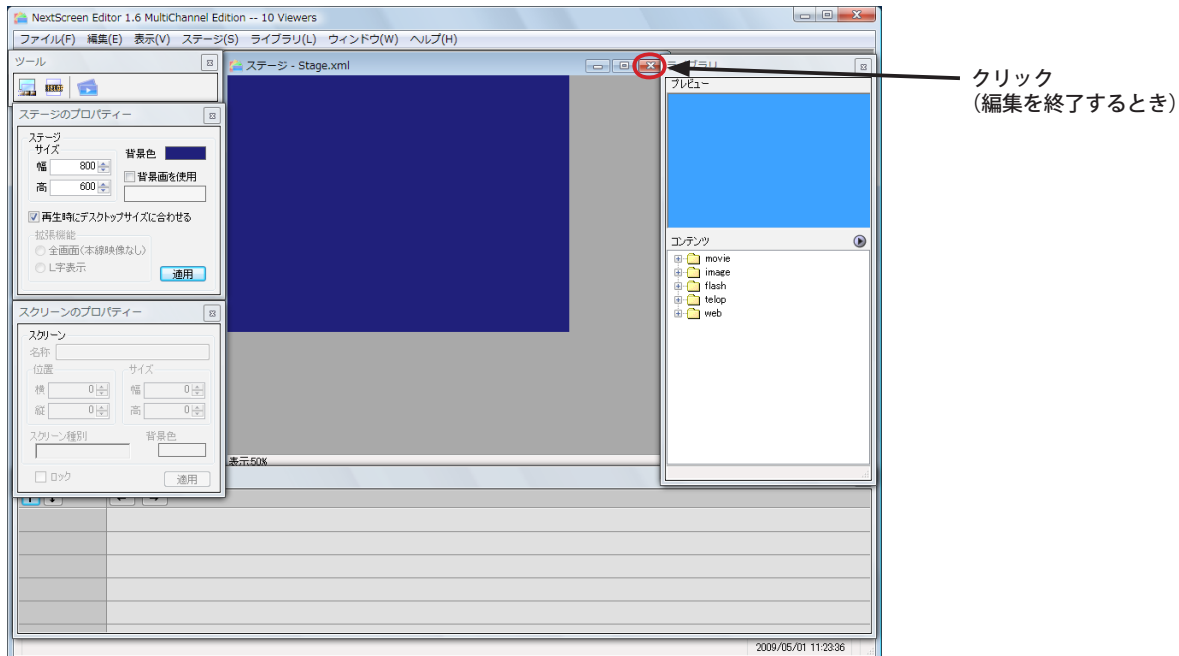 NextScreen Editor 1.6 MultiChannel Edition -- 10 Viewers
ファイル(F) 編集(E) 表示(V) ステージ(S) ライブラリ(L) ウィンドウ(W) ヘルプ(H)
ツール
ステージ - Stage.xml
ライブラリ
クリック
(編集を終了するとき)
プレビュー
ステージのプロパティー
ステージ
サイズ
幅 800
高 600
背景色
背景画を使用
再生時にデスクトップサイズに合わせる
拡張機能
全画面(本線映像なし)
L字表示
適用
コンテンツ
movie
image
flash
telop
web
スクリーンのプロパティー
スクリーン
名称
位置 サイズ
横 0 幅 0
縦 0 高 0
スクリーン種別 背景色
ロック 適用
表示50%
2009/05/01 11:23:36